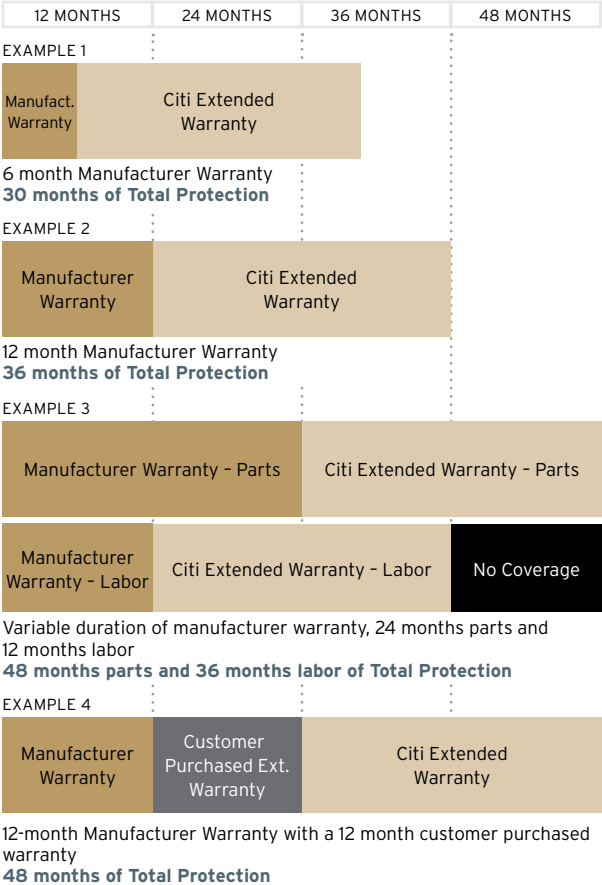 12 MONTHS 24 MONTHS 36 MONTHS 48 MONTHS
EXAMPLE 1
Manufact.
Warranty
Citi Extended
Warranty
6 month Manufacturer Warranty
30 months of Total Protection
EXAMPLE 2
Manufacturer
Warranty
Citi Extended
Warranty
12 month Manufacturer Warranty
36 months of Total Protection
EXAMPLE 3
Manufacturer Warranty – Parts
Citi Extended Warranty – Parts
Manufacturer
Warranty – Labor
Citi Extended Warranty – Labor
No Coverage
Variable duration of manufacturer warranty, 24 months parts and
12 months labor
48 months parts and 36 months labor of Total Protection
EXAMPLE 4
Manufacturer
Warranty
Customer
Purchased Ext.
Warranty
Citi Extended
Warranty
12-month Manufacturer Warranty with a 12 month customer purchased
warranty
48 months of Total Protection